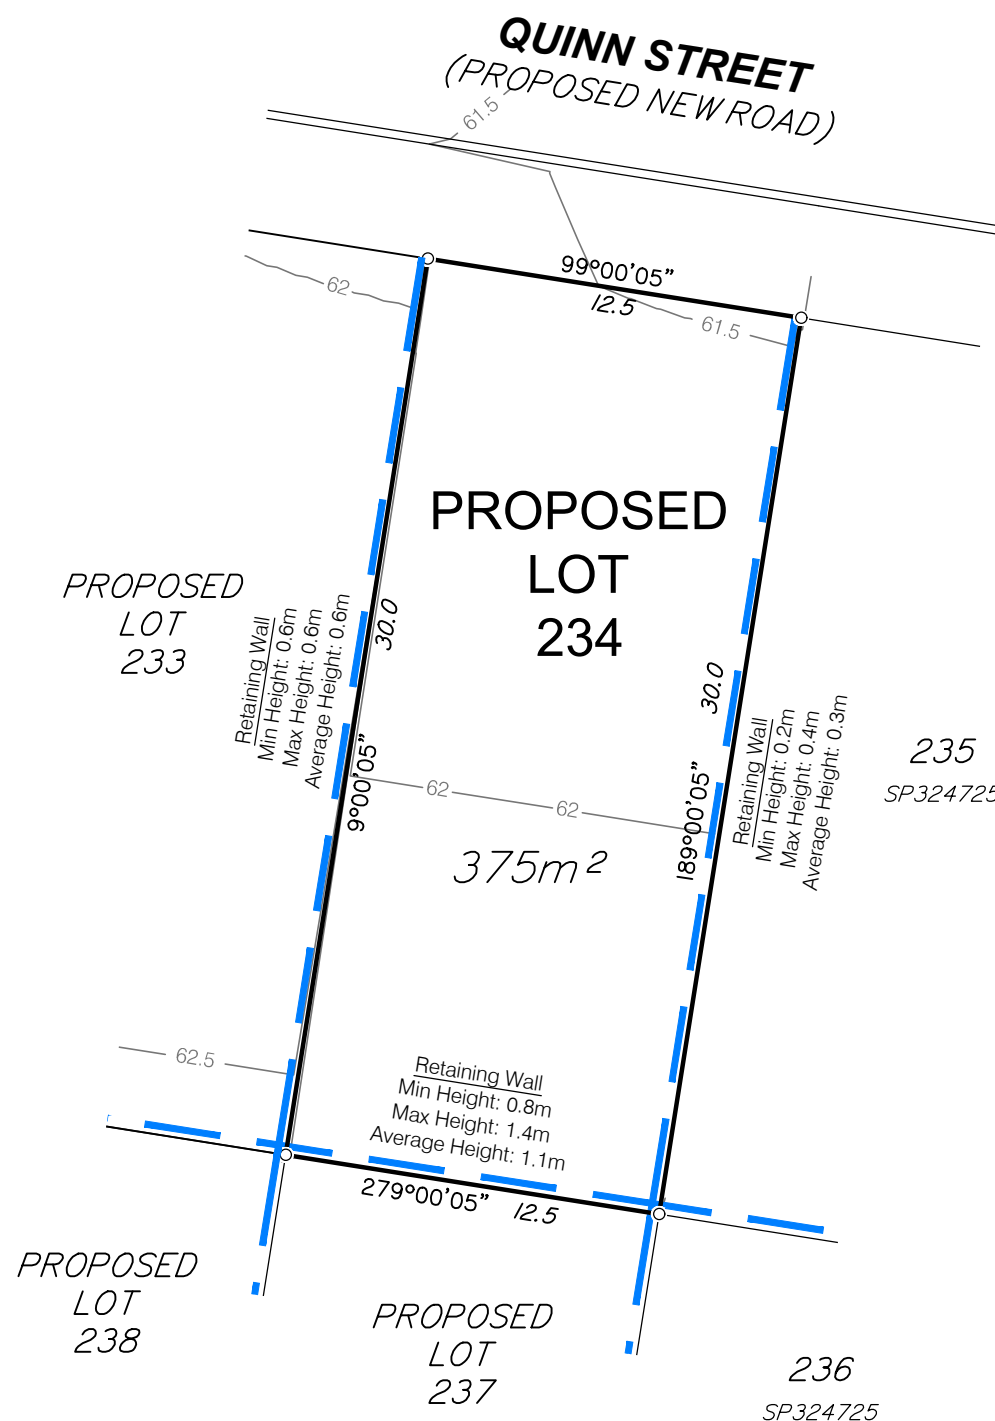 QUINN STREET
(PROPOSED NEW ROAD)
61.5
99°00'05"
12.5
62
61.5
PROPOSED
LOT
234
PROPOSED
LOT
233
Retaining Wall
Min Height: 0.6m
Max Height: 0.6m
Average Height: 0.6m
30.0
9°00'05"
30.0
189°00'05"
Retaining Wall
Min Height: 0.2m
Max Height: 0.4m
Average Height: 0.3m
235
SP324725
62
62
375m²
62.5
Retaining Wall
Min Height: 0.8m
Max Height: 1.4m
Average Height: 1.1m
279°00'05"
12.5
PROPOSED
LOT
238
PROPOSED
LOT
237
236
SP324725